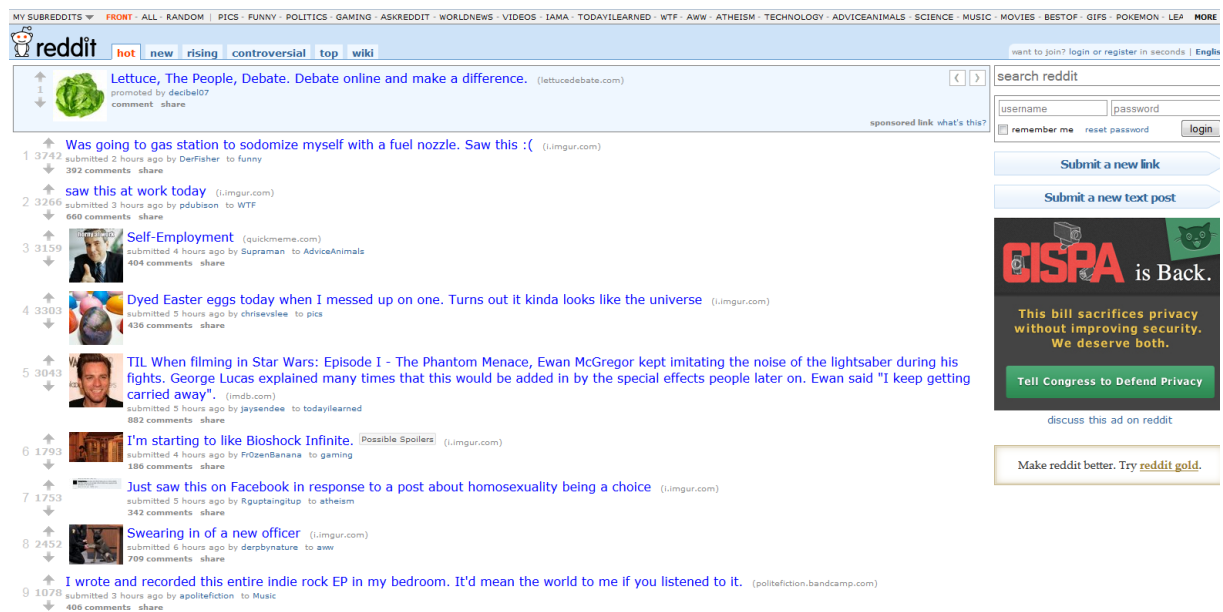 MY SUBREDDITS FRONT - ALL - RANDOM | PICS - FUNNY - POLITICS - GAMING - ASKREDDIT - WORLDNEWS - VIDEOS - IAMA - TODAYILEARNED - WTF - AWW - ATHEISM - TECHNOLOGY - ADVICEANIMALS - SCIENCE - MUSIC - MOVIES - BESTOF - GIFS - POKEMON - LEA MORE
reddit hot new rising controversial top wiki
want to join? login or register in seconds | Englis
1
Lettuce, The People, Debate. Debate online and make a difference. (lettucedebate.com)
promoted by decibel07
comment share
sponsored link what's this?
1 3742
Was going to gas station to sodomize myself with a fuel nozzle. Saw this :( (i.imgur.com)
submitted 2 hours ago by DerFisher to funny
392 comments share
2 3266
saw this at work today (i.imgur.com)
submitted 3 hours ago by pdubison to WTF
660 comments share
3 3159
Self-Employment (quickmeme.com)
submitted 4 hours ago by Supraman to AdviceAnimals
404 comments share
4 3303
Dyed Easter eggs today when I messed up on one. Turns out it kinda looks like the universe (i.imgur.com)
submitted 5 hours ago by chrisevslee to pics
436 comments share
5 3043
TIL When filming in Star Wars: Episode I - The Phantom Menace, Ewan McGregor kept imitating the noise of the lightsaber during his
fights. George Lucas explained many times that this would be added in by the special effects people later on. Ewan said "I keep getting
carried away". (imdb.com)
submitted 5 hours ago by jaysendee to todayilearned
882 comments share
6 1793
I'm starting to like Bioshock Infinite. Possible Spoilers (i.imgur.com)
submitted 4 hours ago by Fr0zenBanana to gaming
186 comments share
7 1753
Just saw this on Facebook in response to a post about homosexuality being a choice (i.imgur.com)
submitted 5 hours ago by Rguptaingitup to atheism
342 comments share
8 2452
Swearing in of a new officer (i.imgur.com)
submitted 6 hours ago by derpbynature to aww
709 comments share
9 1078
I wrote and recorded this entire indie rock EP in my bedroom. It'd mean the world to me if you listened to it. (politefiction.bandcamp.com)
submitted 3 hours ago by apolitefiction to Music
406 comments share
search reddit
username password
remember me reset password login
Submit a new link
Submit a new text post
CISPA is Back.
This bill sacrifices privacy
without improving security.
We deserve both.
Tell Congress to Defend Privacy
discuss this ad on reddit
Make reddit better. Try reddit gold.